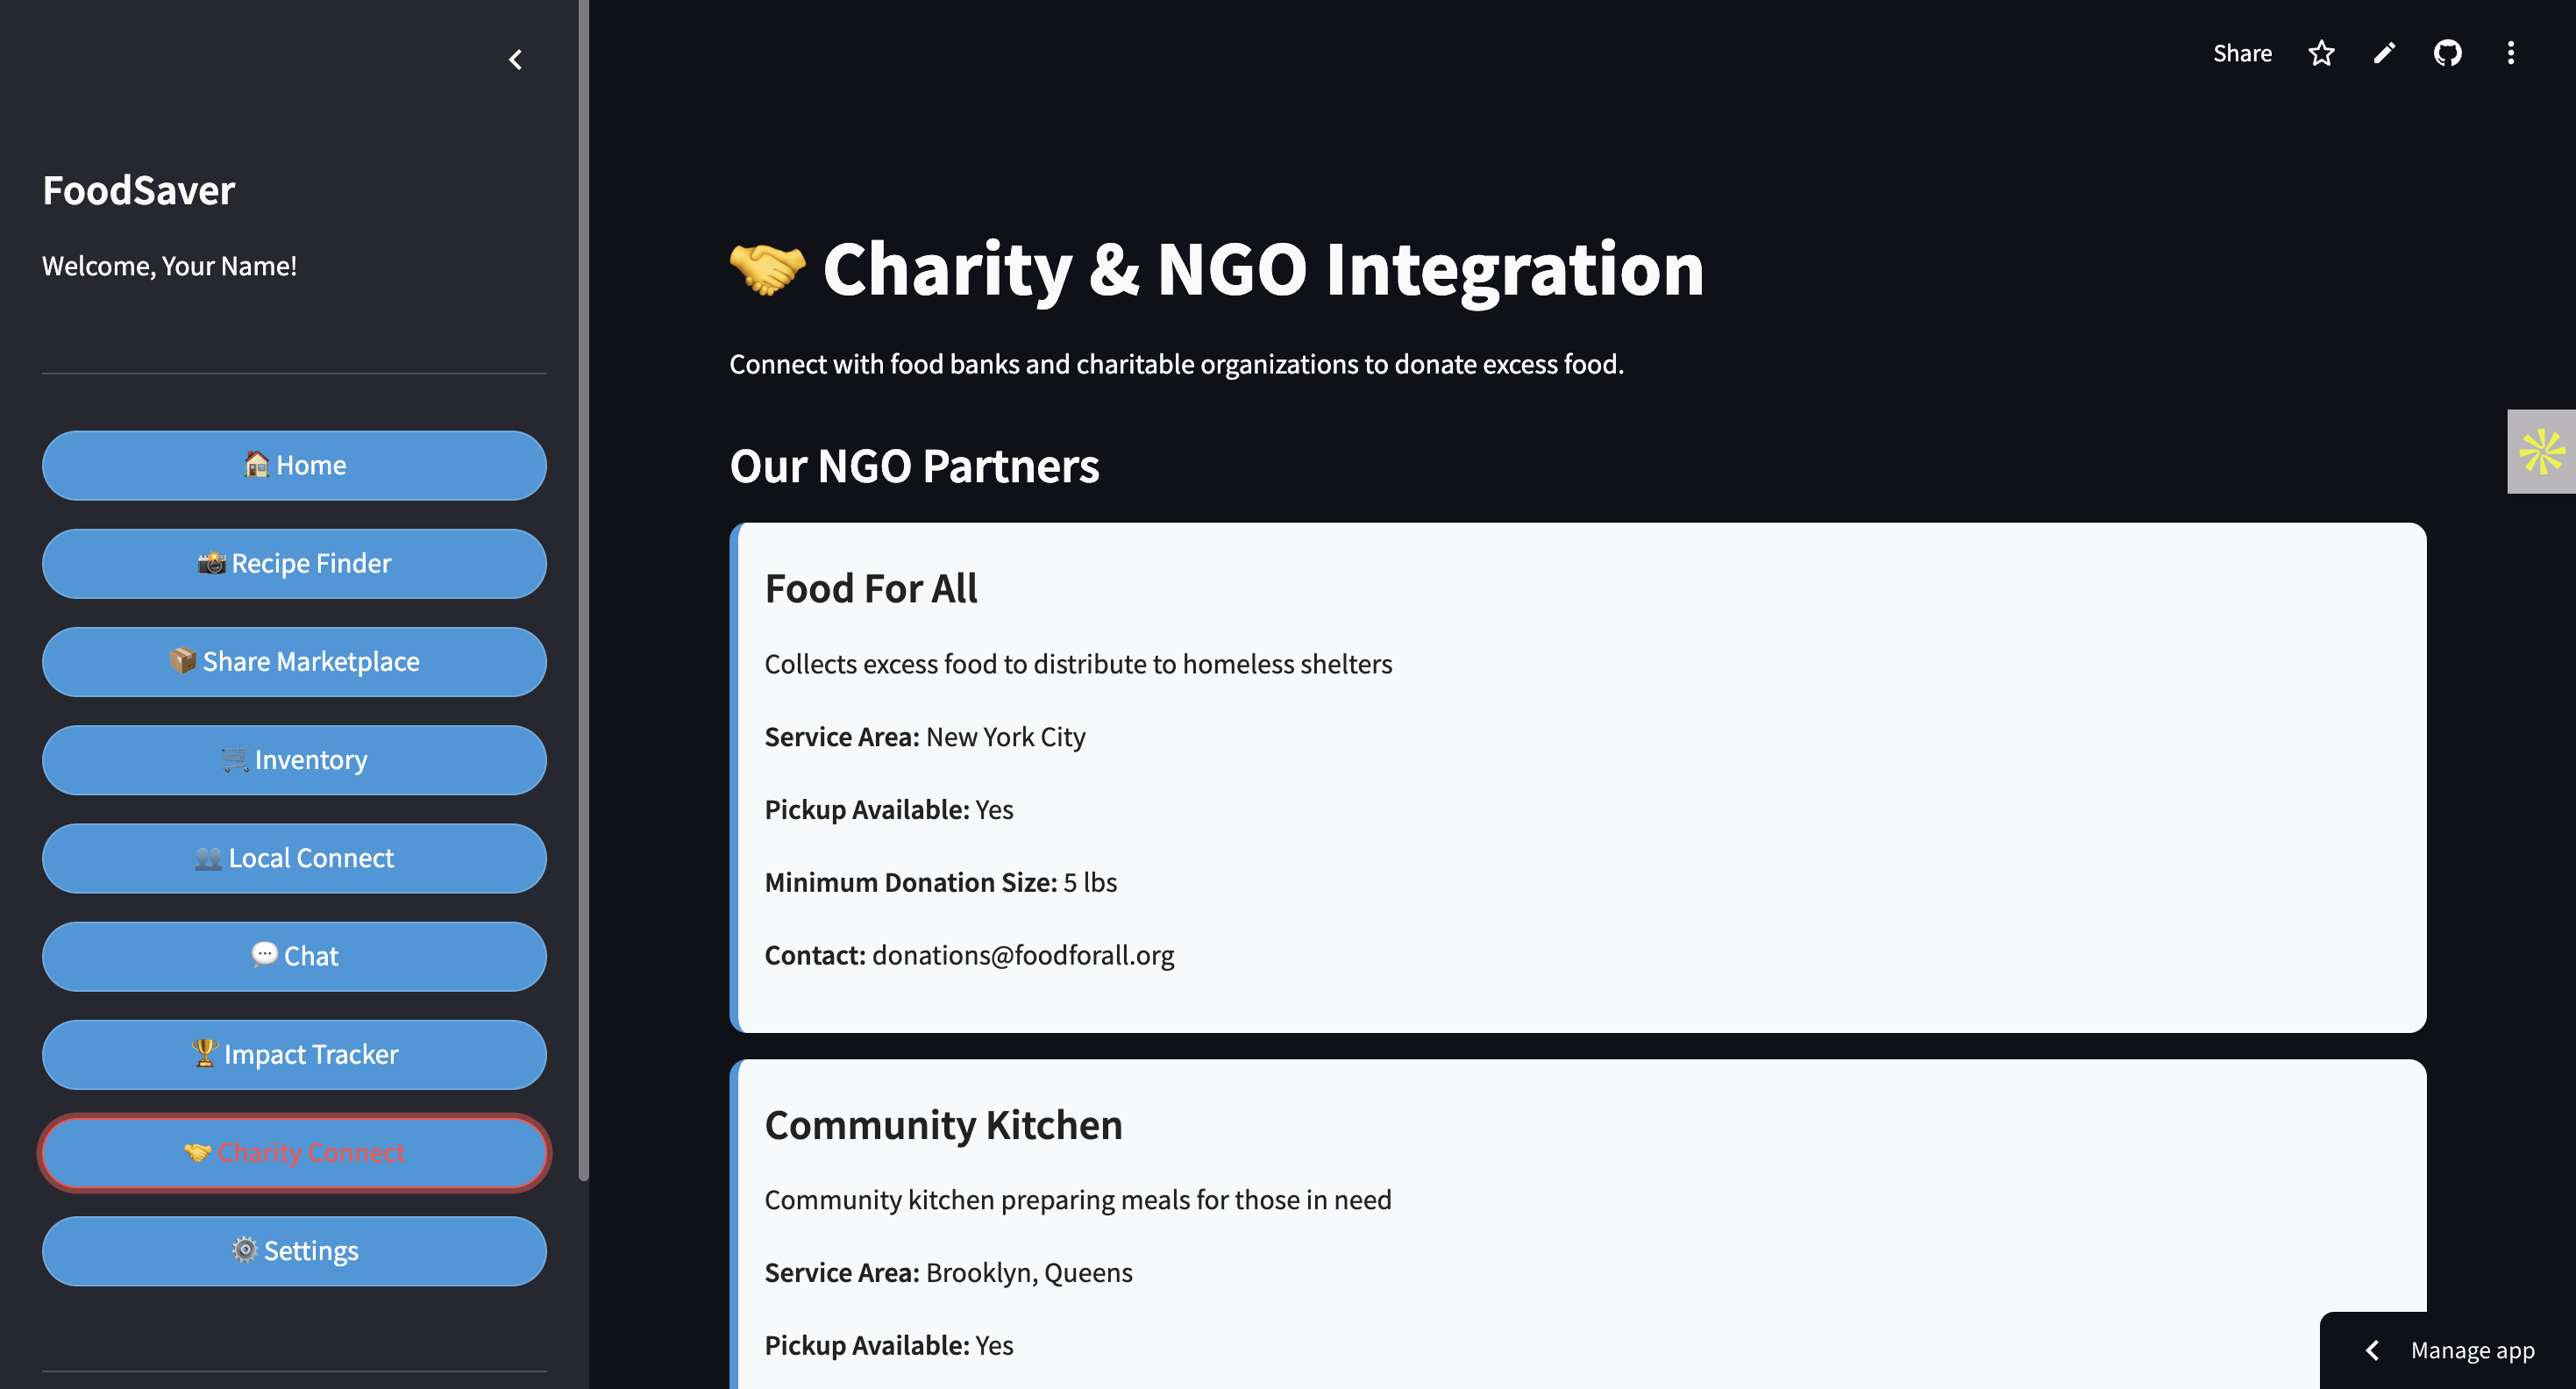 Share
FoodSaver
Welcome, Your Name!
🏠 Home
📸 Recipe Finder
📦 Share Marketplace
🛒 Inventory
👥 Local Connect
💬 Chat
🏆 Impact Tracker
🤝 Charity Connect
⚙️ Settings
🤝 Charity & NGO Integration
Connect with food banks and charitable organizations to donate excess food.
Our NGO Partners
Food For All
Collects excess food to distribute to homeless shelters
Service Area: New York City
Pickup Available: Yes
Minimum Donation Size: 5 lbs
Contact: donations@foodforall.org
Community Kitchen
Community kitchen preparing meals for those in need
Service Area: Brooklyn, Queens
Pickup Available: Yes
Manage app